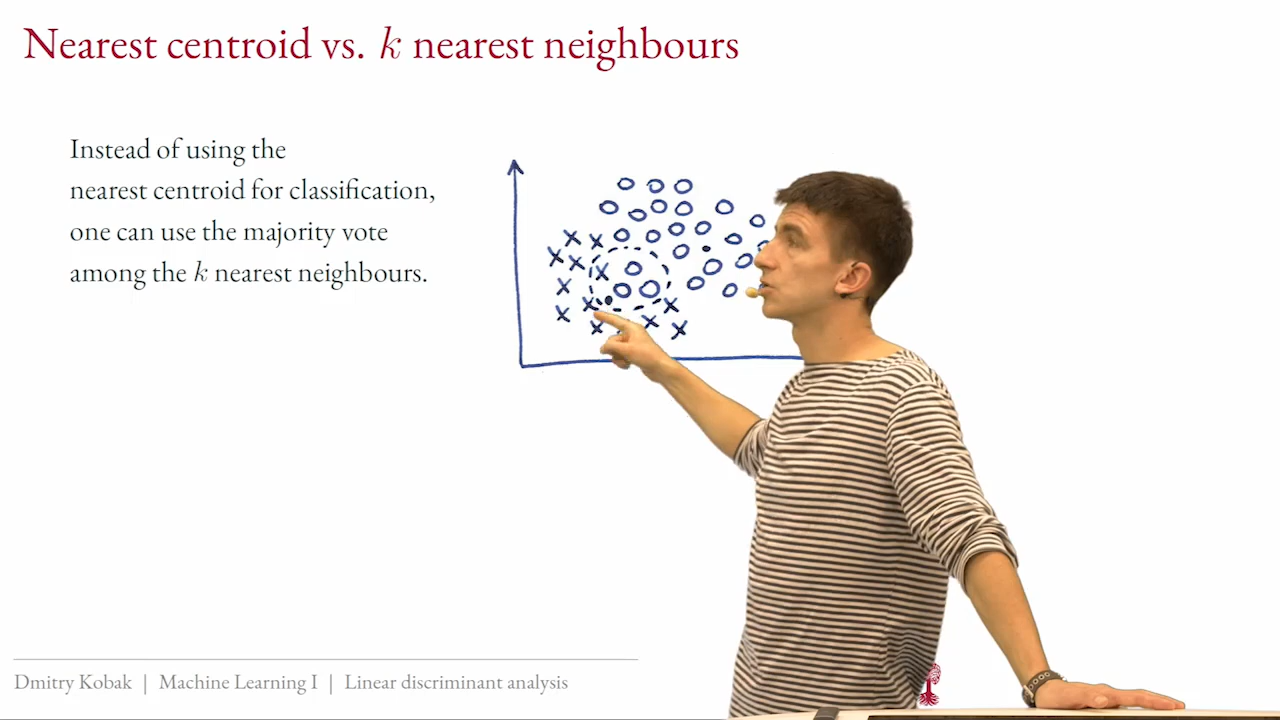 Nearest centroid vs. k nearest neighbours
Instead of using the
nearest centroid for classification,
one can use the majority vote
among the k nearest neighbours.
Dmitry Kobak | Machine Learning I | Linear discriminant analysis